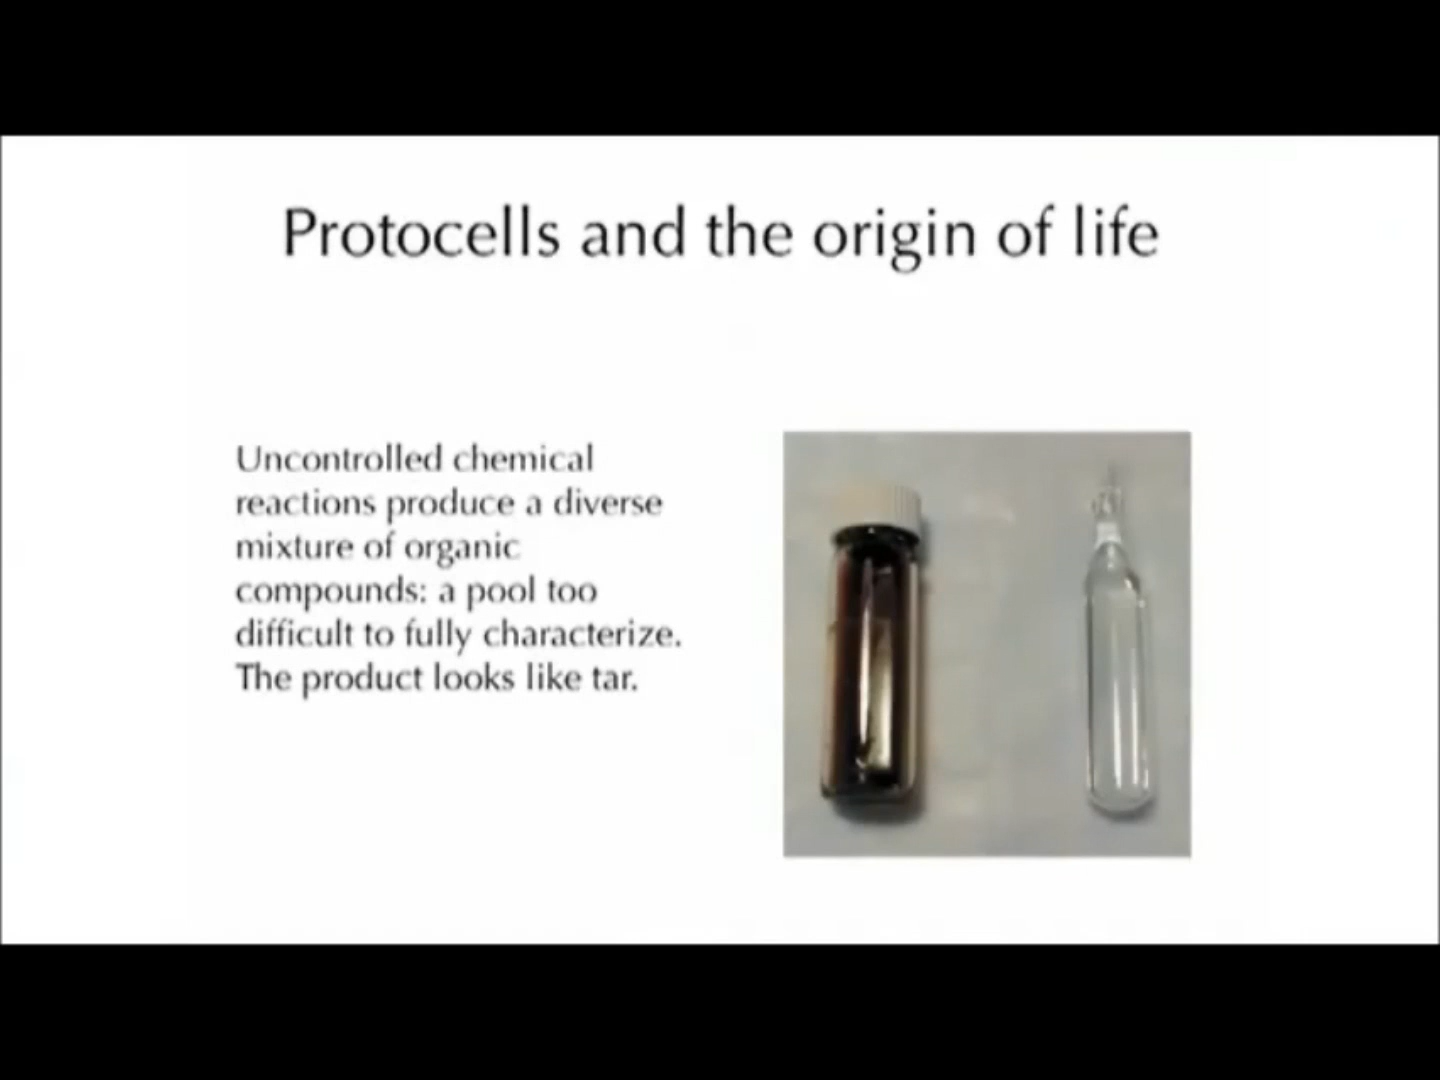 Protocells and the origin of life
Uncontrolled chemical
reactions produce a diverse
mixture of organic
compounds: a pool too
difficult to fully characterize.
The product looks like tar.